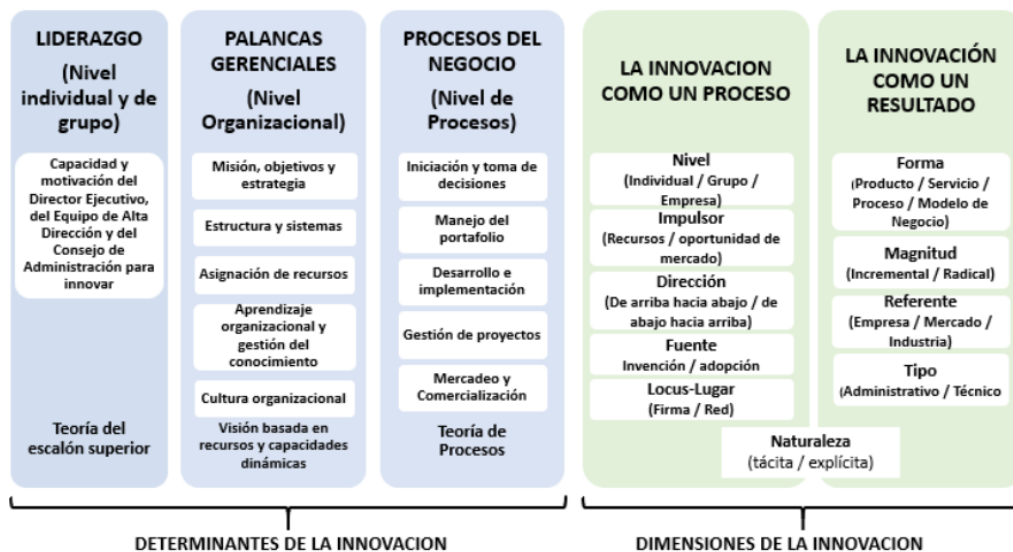 LIDERAZGO
(Nivel
individual y de
grupo)
Capacidad y
motivación del
Director Ejecutivo,
del Equipo de Alta
Dirección y del
Consejo de
Administración para
innovar
Teoría del
escalón superior
PALANCAS
GERENCIALES
(Nivel
Organizacional)
Misión, objetivos y
estrategia
Estructura y sistemas
Asignación de recursos
Aprendizaje
organizacional y
gestión del
conocimiento
Cultura organizacional
Visión basada en
recursos y capacidades
dinámicas
PROCESOS DEL
NEGOCIO
(Nivel de
Procesos)
Iniciación y toma de
decisiones
Manejo del
portafolio
Desarrollo e
implementación
Gestión de proyectos
Mercadeo y
Comercialización
Teoría de
Procesos
DETERMINANTES DE LA INNOVACION
LA INNOVACION
COMO UN PROCESO
Nivel
(Individual / Grupo /
Empresa)
Impulsor
(Recursos / oportunidad de
mercado)
Dirección
(De arriba hacia abajo / de
abajo hacia arriba)
Fuente
Invención / adopción
Locus-Lugar
(Firma / Red)
LA INNOVACIÓN
COMO UN
RESULTADO
Forma
(Producto / Servicio /
Proceso / Modelo de
Negocio)
Magnitud
(Incremental / Radical)
Referente
(Empresa / Mercado /
Industria)
Tipo
(Administrativo / Técnico
Naturaleza
(tácita / explícita)
DIMENSIONES DE LA INNOVACION